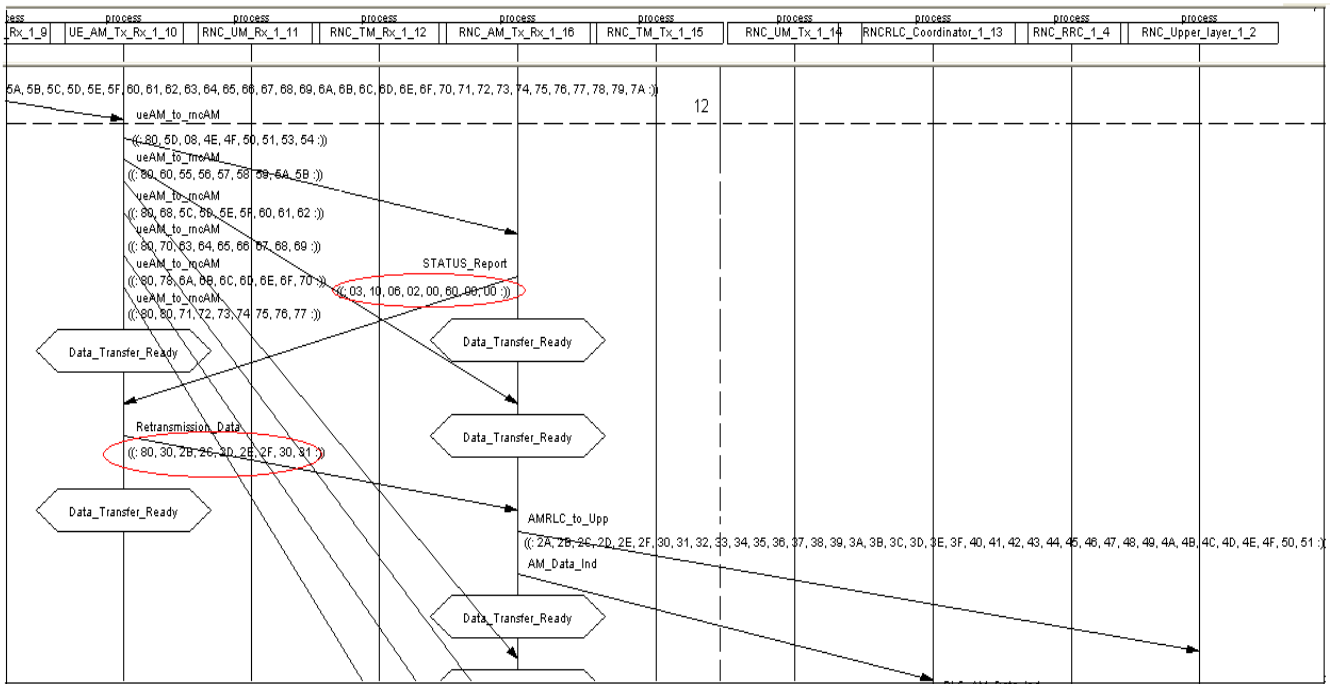 cess process process process process process process process process process
Rx_1_9 UE_AM_Tx_Rx_1_10 RNC_UM_Rx_1_11 RNC_TM_Rx_1_12 RNC_AM_Tx_Rx_1_16 RNC_TM_Tx_1_15 RNC_UM_Tx_1_14 RNCRLC_Coordinator_1_13 RNC_RRC_1_4 RNC_Upper_layer_1_2
5A, 5B, 5C, 5D, 5E, 5F, 60, 61, 62, 63, 64, 65, 66, 67, 68, 69, 6A, 6B, 6C, 6D, 6E, 6F, 70, 71, 72, 73, 74, 75, 76, 77, 78, 79, 7A :))
12
ueAM_to_rncAM
((: 80, 5D, 08, 4E, 4F, 50, 51, 53, 54 :))
ueAM_to_rncAM
((: 80, 60, 55, 56, 57, 58, 59, 5A, 5B :))
ueAM_to_rncAM
((: 80, 68, 5C, 5D, 5E, 5F, 60, 61, 62 :))
ueAM_to_rncAM
((: 80, 70, 63, 64, 65, 66, 67, 68, 69 :))
ueAM_to_rncAM
STATUS_Report
((: 80, 78, 6A, 6B, 6C, 6D, 6E, 6F, 70 :))
((: 03, 10, 06, 02, 00, 60, 00, 00 :))
ueAM_to_rncAM
((: 80, 80, 71, 72, 73, 74, 75, 76, 77 :))
Data_Transfer_Ready
Data_Transfer_Ready
Retransmission_Data
Data_Transfer_Ready
((: 80, 30, 2B, 2C, 2D, 2E, 2F, 30, 31 :))
Data_Transfer_Ready
AMRLC_to_Upp
((: 2A, 2B, 2C, 2D, 2E, 2F, 30, 31, 32, 33, 34, 35, 36, 37, 38, 39, 3A, 3B, 3C, 3D, 3E, 3F, 40, 41, 42, 43, 44, 45, 46, 47, 48, 49, 4A, 4B, 4C, 4D, 4E, 4F, 50, 51 :))
AM_Data_Ind
Data_Transfer_Ready